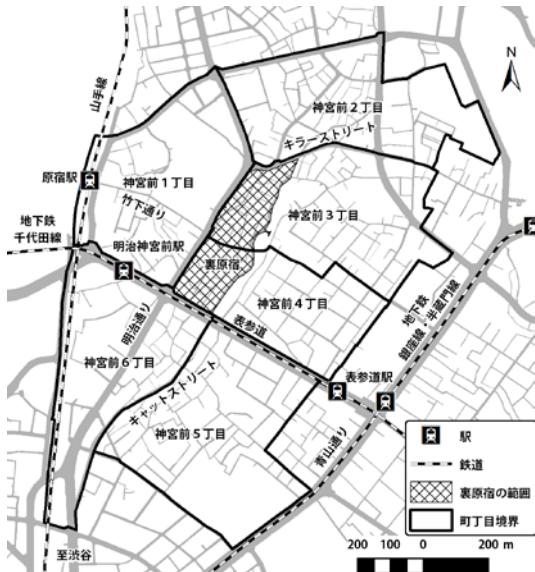 山手線
N
神宮前２丁目
キラーストリート
原宿駅
神宮前１丁目
竹下通り
神宮前３丁目
地下鉄
千代田線
明治神宮前駅
裏原宿
神宮前４丁目
地下鉄
銀座線・半蔵門線
明治通り
表参道
神宮前６丁目
表参道駅
キャットストリート
神宮前５丁目
青山通り
駅
鉄道
裏原宿の範囲
町丁目境界
至渋谷
200 100 0 200 m